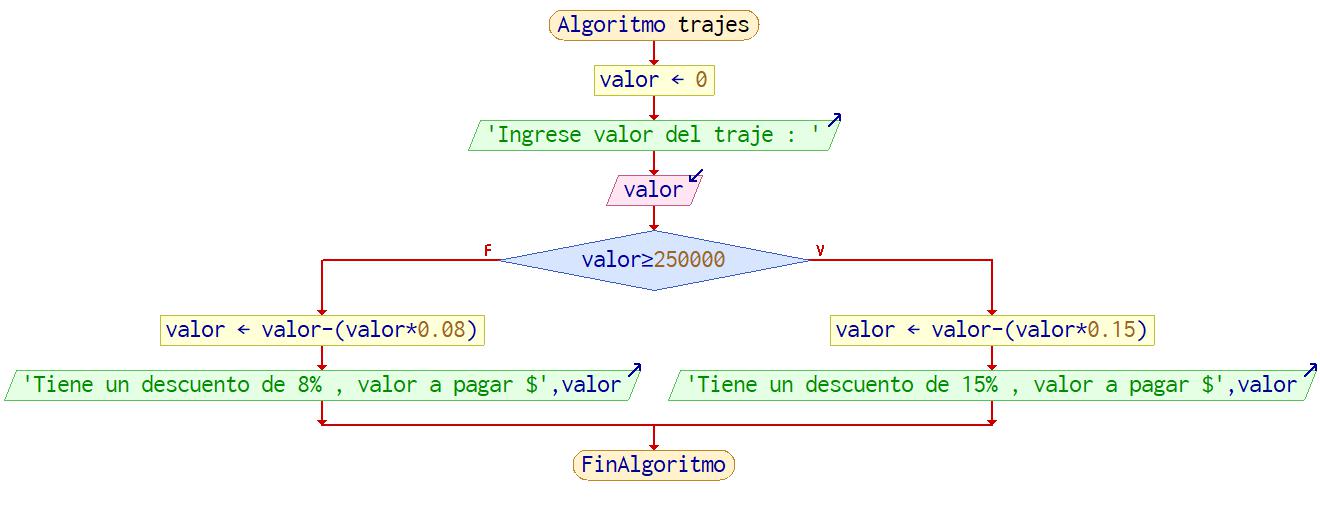 Algoritmo trajes
valor ← 0
'Ingrese valor del traje : '
valor
F
valor≥250000
V
valor ← valor-(valor*0.08)
valor ← valor-(valor*0.15)
'Tiene un descuento de 8% , valor a pagar $',valor
'Tiene un descuento de 15% , valor a pagar $',valor
FinAlgoritmo